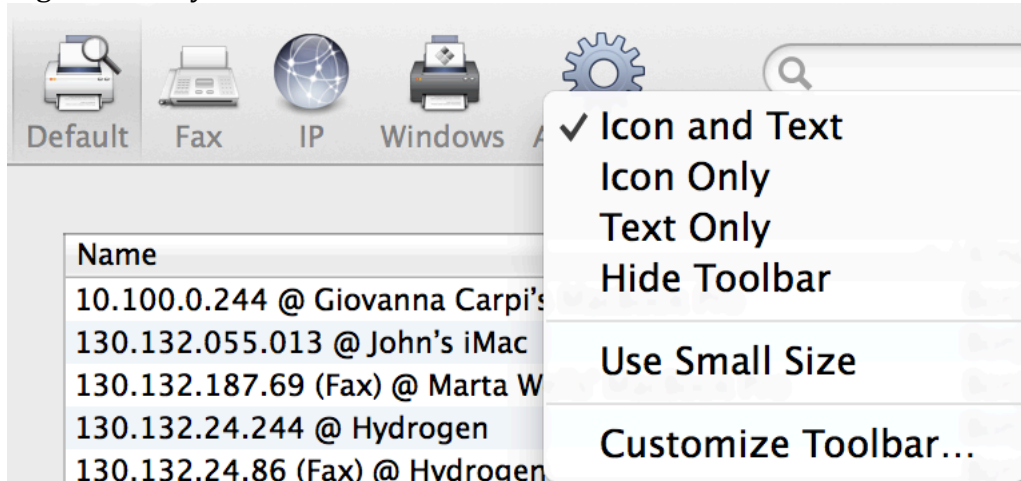 Default Fax IP Windows
Icon and Text
Icon Only
Text Only
Hide Toolbar
Use Small Size
Customize Toolbar...
Name
10.100.0.244 @ Giovanna Carpi's
130.132.055.013 @ John's iMac
130.132.187.69 (Fax) @ Marta W
130.132.24.244 @ Hydrogen
130.132.24.86 (Fax) @ Hydrogen